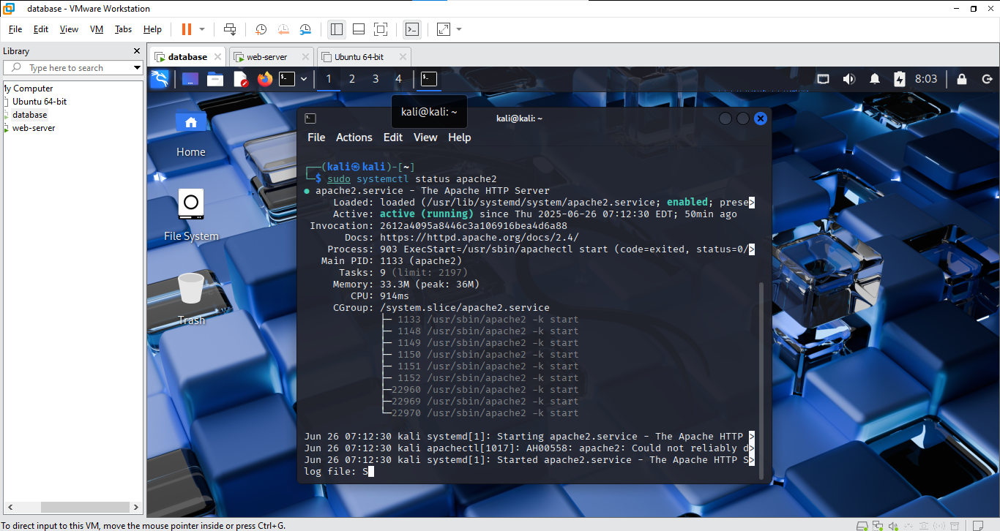 database - VMware Workstation
File Edit View VM Tabs Help
Library
Type here to search
ly Computer
Ubuntu 64-bit
database
web-server
database web-server Ubuntu 64-bit
1 2 3 4 8:03
Home
File System
Trash
kali@kali: ~
kali@kali: ~
File Actions Edit View Help
┌──(kali㉿kali)-[~]
└─$ sudo systemctl status apache2
● apache2.service - The Apache HTTP Server
Loaded: loaded (/usr/lib/systemd/system/apache2.service; enabled; prese>
Active: active (running) since Thu 2025-06-26 07:12:30 EDT; 50min ago
Invocation: 2612a4095a8446c3a106916bea4d6a88
Docs: https://httpd.apache.org/docs/2.4/
Process: 903 ExecStart=/usr/sbin/apachectl start (code=exited, status=0/>
Main PID: 1133 (apache2)
Tasks: 9 (limit: 2197)
Memory: 33.3M (peak: 36M)
CPU: 914ms
CGroup: /system.slice/apache2.service
├─ 1133 /usr/sbin/apache2 -k start
├─ 1148 /usr/sbin/apache2 -k start
├─ 1149 /usr/sbin/apache2 -k start
├─ 1150 /usr/sbin/apache2 -k start
├─ 1151 /usr/sbin/apache2 -k start
├─ 1152 /usr/sbin/apache2 -k start
├─22960 /usr/sbin/apache2 -k start
├─22969 /usr/sbin/apache2 -k start
└─22970 /usr/sbin/apache2 -k start
Jun 26 07:12:30 kali systemd[1]: Starting apache2.service - The Apache HTTP >
Jun 26 07:12:30 kali apachectl[1017]: AH00558: apache2: Could not reliably d>
Jun 26 07:12:30 kali systemd[1]: Started apache2.service - The Apache HTTP S>
log file: S
To direct input to this VM, move the mouse pointer inside or press Ctrl+G.